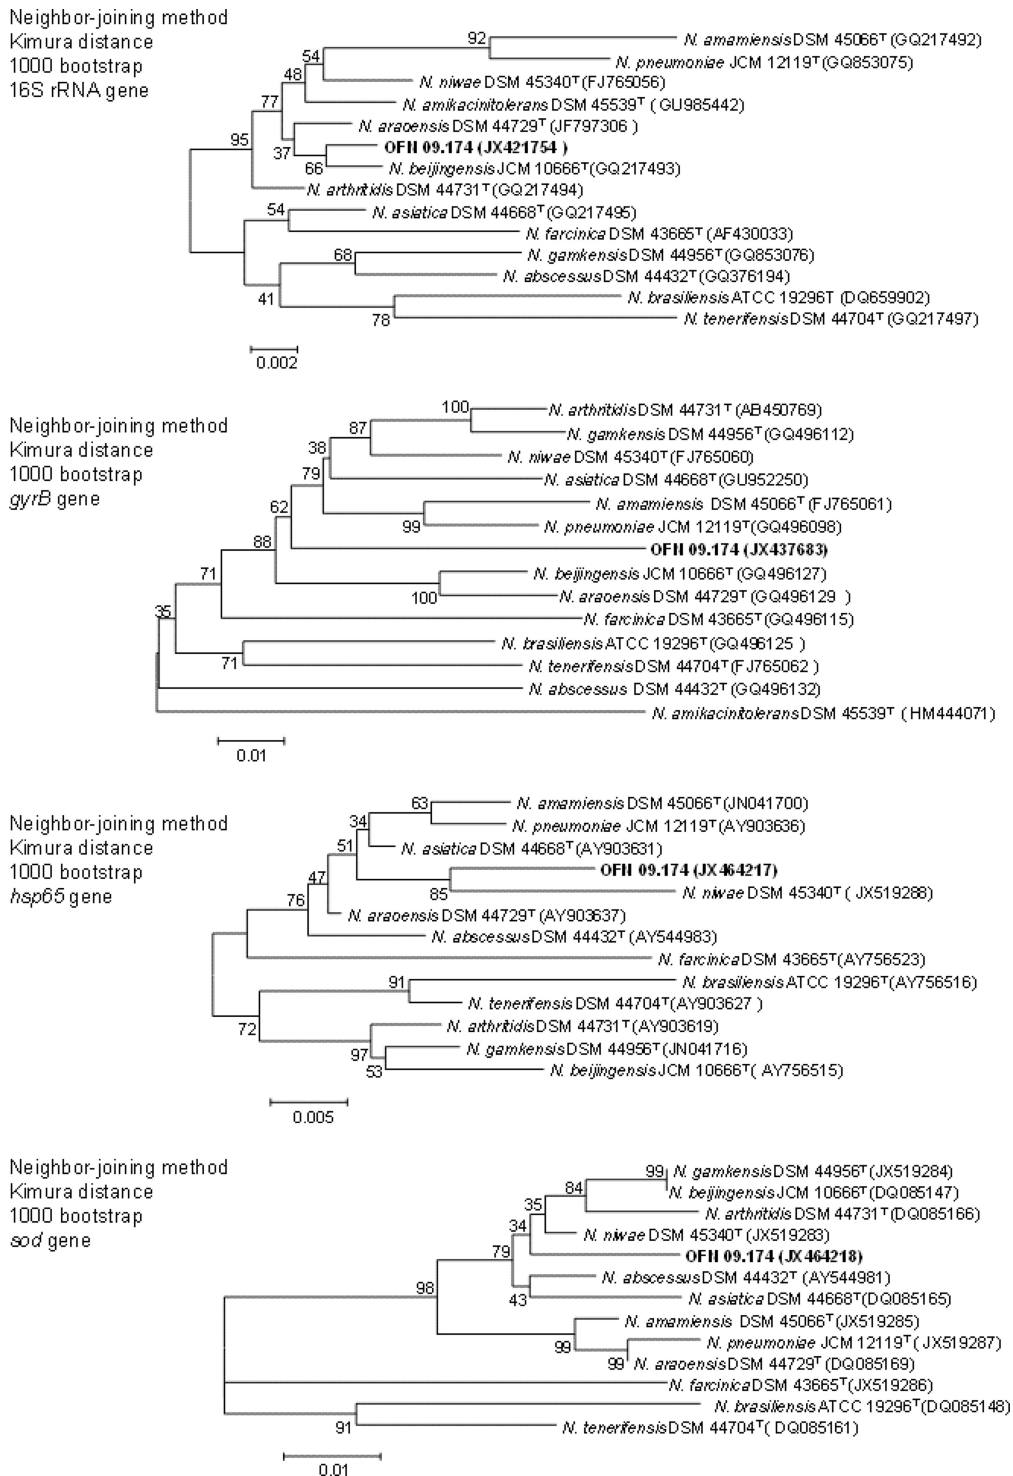 Neighbor-joining method
Kimura distance
1000 bootstrap
16S rRNA gene
92
N. amamiensis DSM 45066T (GQ217492)
54
N. pneumoniae JCM 12119T (GQ853075)
48
N. niwae DSM 45340T (FJ765056)
77
N. amikacinitolerans DSM 45539T ( GU985442)
N. araoensis DSM 44729T (JF797306 )
95
OFN 09.174 (JX421754 )
37
66
N. beijingensis JCM 10666T (GQ217493)
N. arthritidis DSM 44731T (GQ217494)
54
N. asiatica DSM 44668T (GQ217495)
N. farcinica DSM 43665T (AF430033)
68
N. gamkensis DSM 44956T (GQ853076)
N. abscessus DSM 44432T (GQ376194)
41
N. brasiliensis ATCC 19296T (DQ659902)
78
N. tenerifensis DSM 44704T (GQ217497)
0.002
Neighbor-joining method
Kimura distance
1000 bootstrap
gyrB gene
100
N. arthritidis DSM 44731T (AB450769)
87
N. gamkensis DSM 44956T (GQ496112)
38
N. niwae DSM 45340T (FJ765060)
79
N. asiatica DSM 44668T (GU952250)
62
N. amamiensis DSM 45066T (FJ765061)
99
N. pneumoniae JCM 12119T (GQ496098)
88
OFN 09.174 (JX437683)
71
N. beijingensis JCM 10666T (GQ496127)
100
N. araoensis DSM 44729T (GQ496129 )
35
N. farcinica DSM 43665T (GQ496115)
N. brasiliensis ATCC 19296T (GQ496125 )
71
N. tenerifensis DSM 44704T (FJ765062 )
N. abscessus DSM 44432T (GQ496132)
N. amikacinitolerans DSM 45539T ( HM444071)
0.01
Neighbor-joining method
Kimura distance
1000 bootstrap
hsp65 gene
63
N. amamiensis DSM 45066T (JN041700)
34
N. pneumoniae JCM 12119T (AY903636)
51
N. asiatica DSM 44668T (AY903631)
OFN 09.174 (JX464217)
47
85
N. niwae DSM 45340T ( JX519288)
76
N. araoensis DSM 44729T (AY903637)
N. abscessus DSM 44432T (AY544983)
N. farcinica DSM 43665T (AY756523)
91
N. brasiliensis ATCC 19296T (AY756516)
N. tenerifensis DSM 44704T (AY903627 )
72
N. arthritidis DSM 44731T (AY903619)
97
N. gamkensis DSM 44956T (JN041716)
53
N. beijingensis JCM 10666T ( AY756515)
0.005
Neighbor-joining method
Kimura distance
1000 bootstrap
sod gene
99
N. gamkensis DSM 44956T (JX519284)
84
N. beijingensis JCM 10666T (DQ085147)
35
N. arthritidis DSM 44731T (DQ085166)
34
N. niwae DSM 45340T (JX519283)
79
OFN 09.174 (JX464218)
N. abscessus DSM 44432T (AY544981)
98
43
N. asiatica DSM 44668T (DQ085165)
N. amamiensis DSM 45066T (JX519285)
99
N. pneumoniae JCM 12119T ( JX519287)
99
N. araoensis DSM 44729T (DQ085169)
N. farcinica DSM 43665T (JX519286)
N. brasiliensis ATCC 19296T (DQ085148)
91
N. tenerifensis DSM 44704T ( DQ085161)
0.01